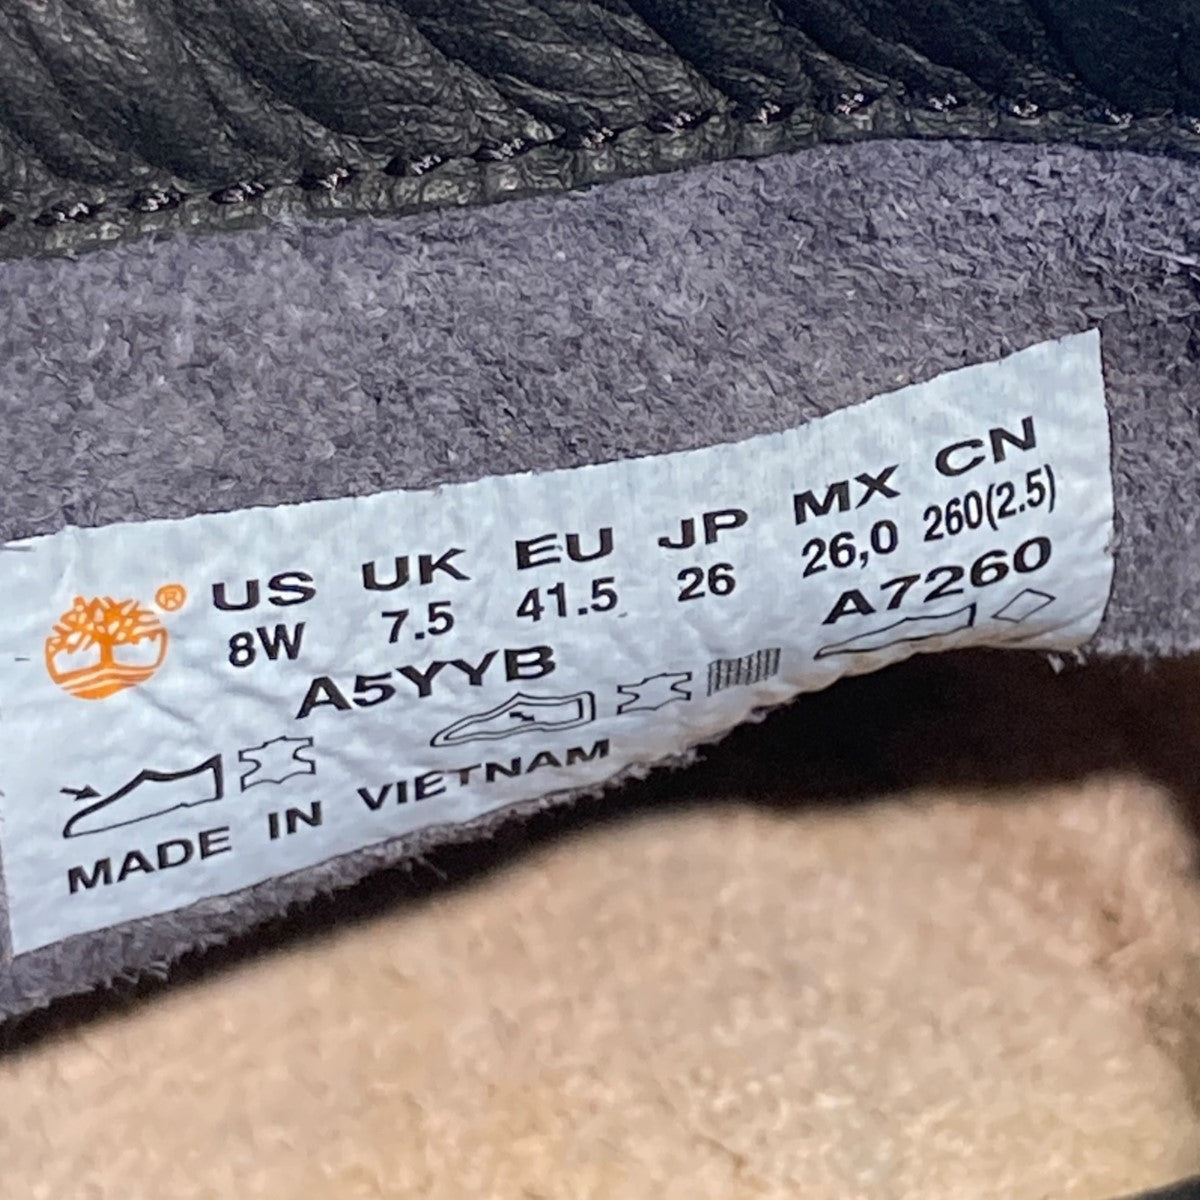 ® US UK EU JP MX CN
8W 7.5 41.5 26 26,0 260(2.5)
A5YYB A7260
MADE IN VIETNAM